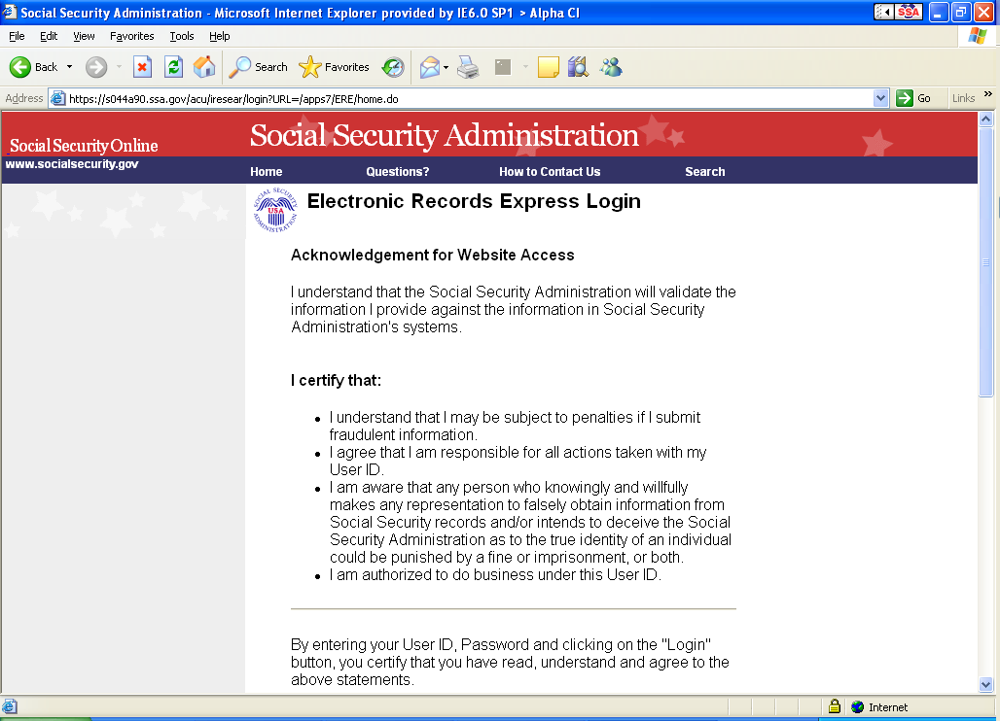 Social Security Administration - Microsoft Internet Explorer provided by IE6.0 SP1 > Alpha CI
SSA
File Edit View Favorites Tools Help
Back Search Favorites
Address https://s044a90.ssa.gov/acu/iresear/login?URL=/apps7/ERE/home.do Go Links »
Social Security Online
Social Security Administration
www.socialsecurity.gov
Home Questions? How to Contact Us Search
SOCIAL SECURITY ADMINISTRATION
USA
Electronic Records Express Login
Acknowledgement for Website Access
I understand that the Social Security Administration will validate the
information I provide against the information in Social Security
Administration's systems.
I certify that:
• I understand that I may be subject to penalties if I submit
fraudulent information.
• I agree that I am responsible for all actions taken with my
User ID.
• I am aware that any person who knowingly and willfully
makes any representation to falsely obtain information from
Social Security records and/or intends to deceive the Social
Security Administration as to the true identity of an individual
could be punished by a fine or imprisonment, or both.
• I am authorized to do business under this User ID.
By entering your User ID, Password and clicking on the "Login"
button, you certify that you have read, understand and agree to the
above statements.
Internet